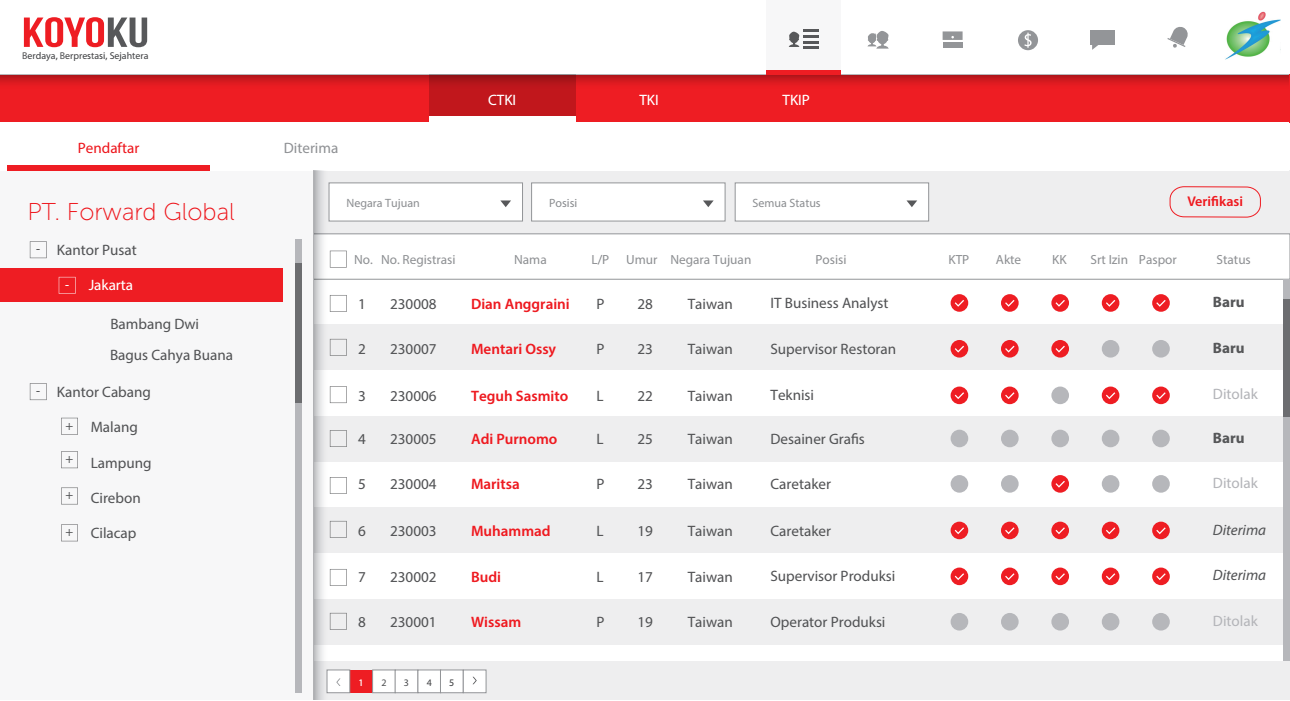 KOYOKU
Berdaya, Berprestasi, Sejahtera
$
CTKI TKI TKIP
Pendaftar Diterima
PT. Forward Global
- Kantor Pusat
- Jakarta
Bambang Dwi
Bagus Cahya Buana
- Kantor Cabang
+ Malang
+ Lampung
+ Cirebon
+ Cilacap
Negara Tujuan Posisi Semua Status Verifikasi
No. No. Registrasi Nama L/P Umur Negara Tujuan Posisi KTP Akte KK Srt Izin Paspor Status
1 230008 Dian Anggraini P 28 Taiwan IT Business Analyst Baru
2 230007 Mentari Ossy P 23 Taiwan Supervisor Restoran Baru
3 230006 Teguh Sasmito L 22 Taiwan Teknisi Ditolak
4 230005 Adi Purnomo L 25 Taiwan Desainer Grafis Baru
5 230004 Maritsa P 23 Taiwan Caretaker Ditolak
6 230003 Muhammad L 19 Taiwan Caretaker Diterima
7 230002 Budi L 17 Taiwan Supervisor Produksi Diterima
8 230001 Wissam P 19 Taiwan Operator Produksi Ditolak
< 1 2 3 4 5 >